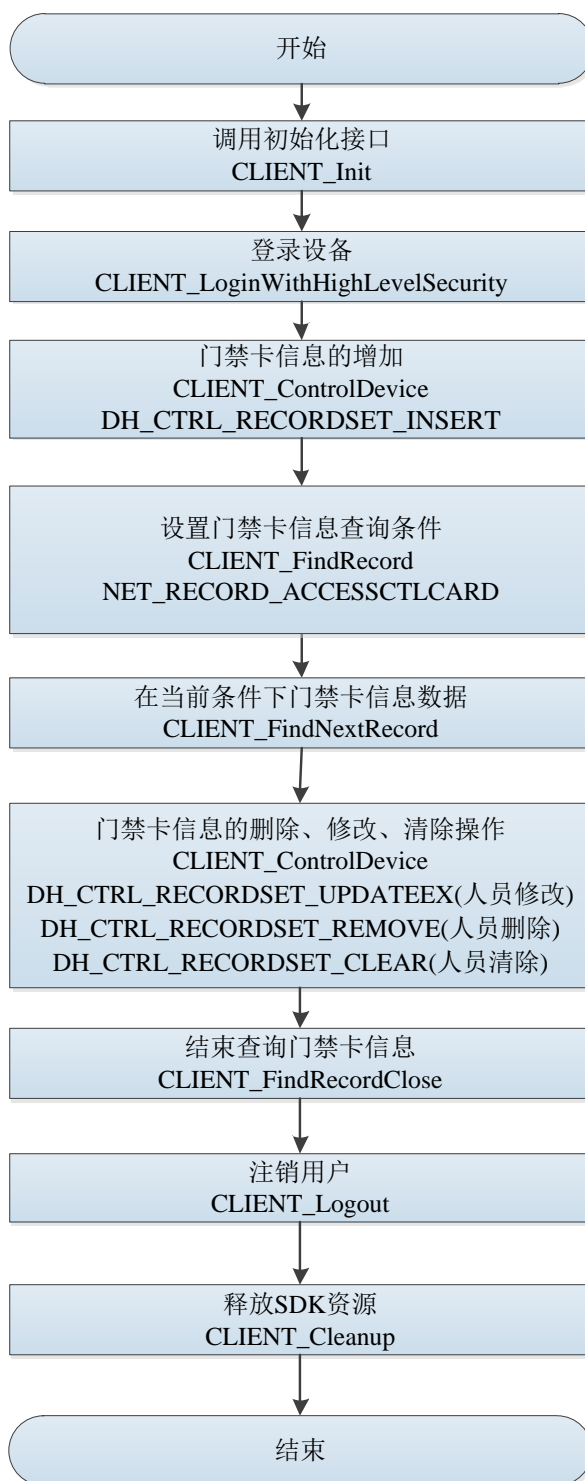 开始
调用初始化接口
CLIENT_Init
登录设备
CLIENT_LoginWithHighLevelSecurity
门禁卡信息的增加
CLIENT_ControlDevice
DH_CTRL_RECORDSET_INSERT
设置门禁卡信息查询条件
CLIENT_FindRecord
NET_RECORD_ACCESSCTLCARD
在当前条件下门禁卡信息数据
CLIENT_FindNextRecord
门禁卡信息的删除、修改、清除操作
CLIENT_ControlDevice
DH_CTRL_RECORDSET_UPDATEEX(人员修改)
DH_CTRL_RECORDSET_REMOVE(人员删除)
DH_CTRL_RECORDSET_CLEAR(人员清除)
结束查询门禁卡信息
CLIENT_FindRecordClose
注销用户
CLIENT_Logout
释放SDK资源
CLIENT_Cleanup
结束